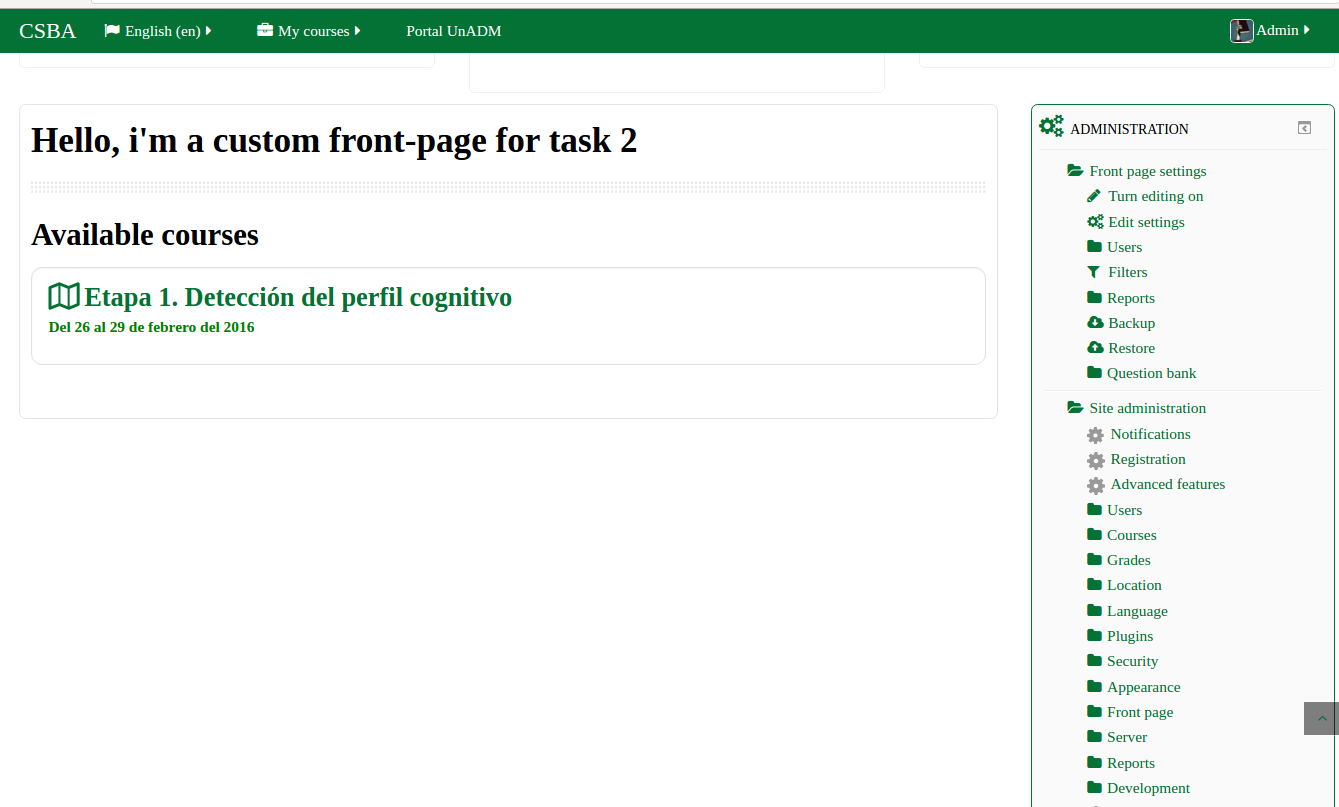 CSBA English (en) My courses Portal UnADM Admin
Hello, i'm a custom front-page for task 2
Available courses
Etapa 1. Detección del perfil cognitivo
Del 26 al 29 de febrero del 2016
ADMINISTRATION
Front page settings
Turn editing on
Edit settings
Users
Filters
Reports
Backup
Restore
Question bank
Site administration
Notifications
Registration
Advanced features
Users
Courses
Grades
Location
Language
Plugins
Security
Appearance
Front page
Server
Reports
Development